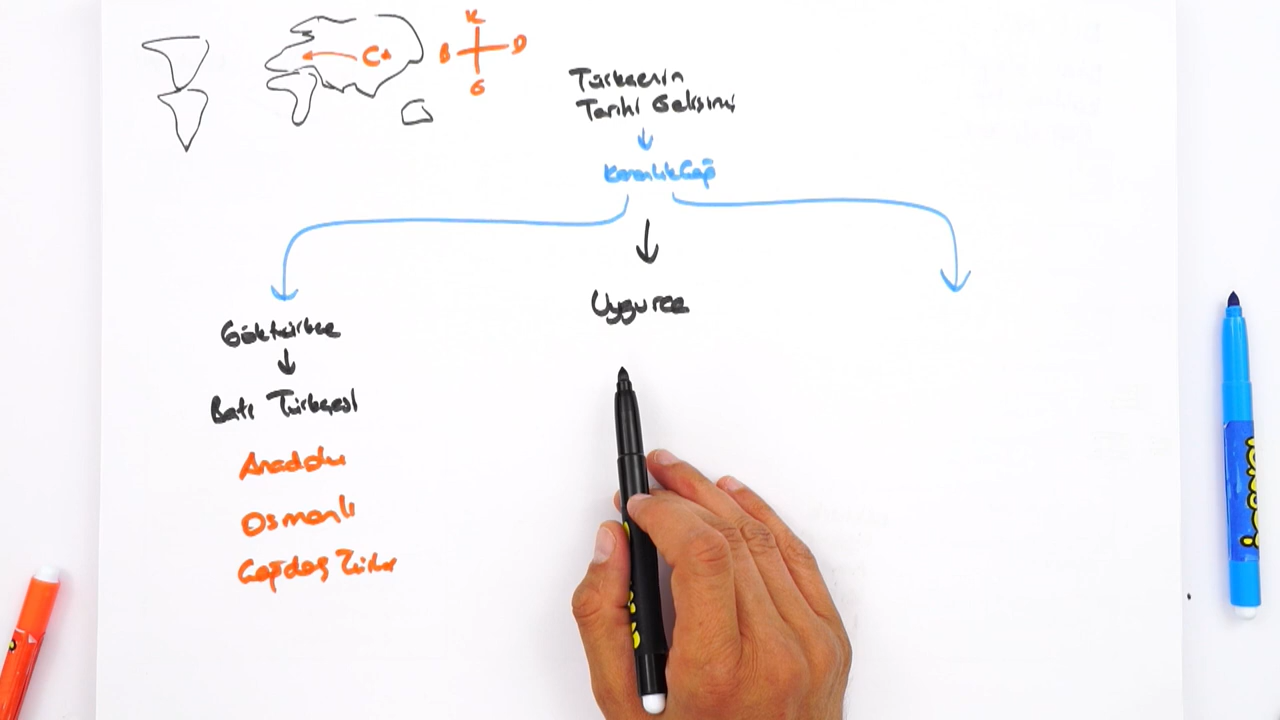 K
B D
G
Türkçenin
Tarihi Gelişimi
Karanlık Çağ
Göktürkçe
Uygurca
Batı Türkçesi
Anadolu
Osmanlı
Çağdaş Türkçe